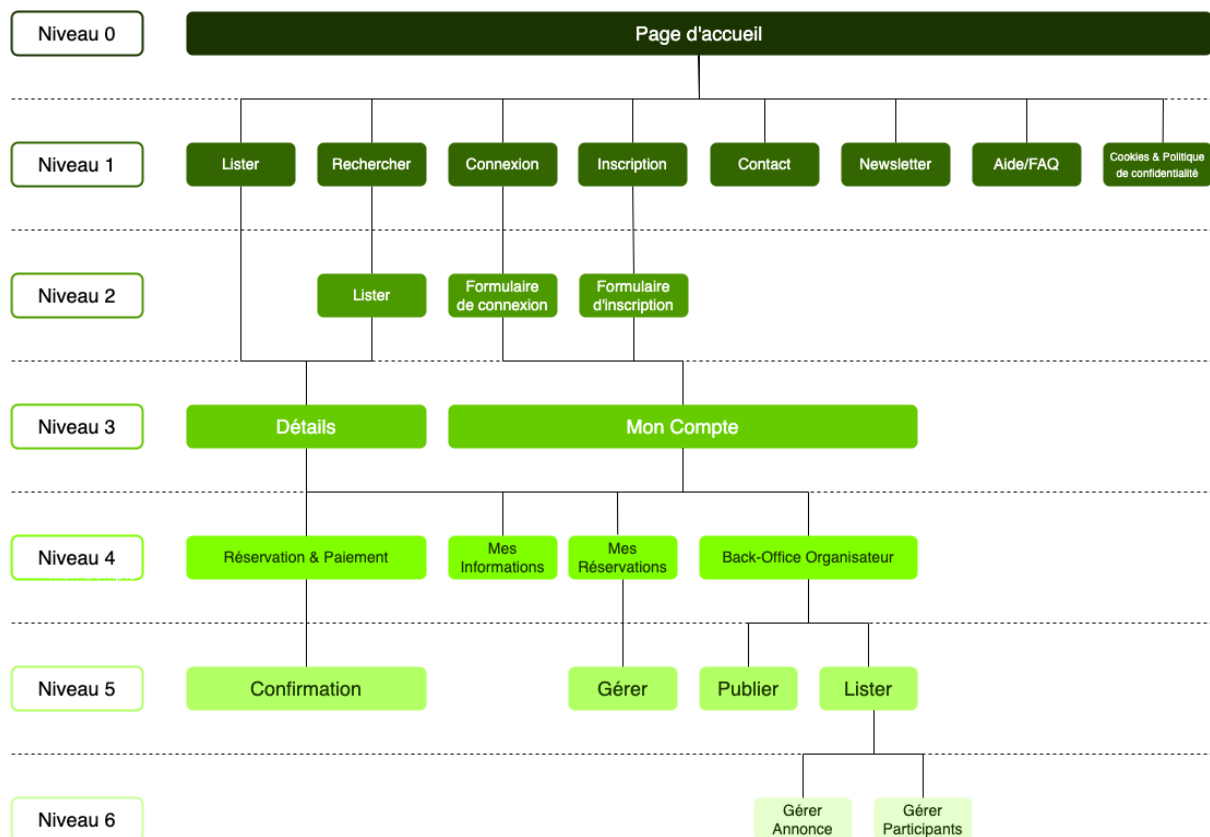 Niveau 0
Page d'accueil
Niveau 1
Lister
Rechercher
Connexion
Inscription
Contact
Newsletter
Aide/FAQ
Cookies & Politique
de confidentialité
Niveau 2
Lister
Formulaire
de connexion
Formulaire
d'inscription
Niveau 3
Détails
Mon Compte
Niveau 4
Réservation & Paiement
Mes
Informations
Mes
Réservations
Back-Office Organisateur
Niveau 5
Confirmation
Gérer
Publier
Lister
Niveau 6
Gérer
Annonce
Gérer
Participants